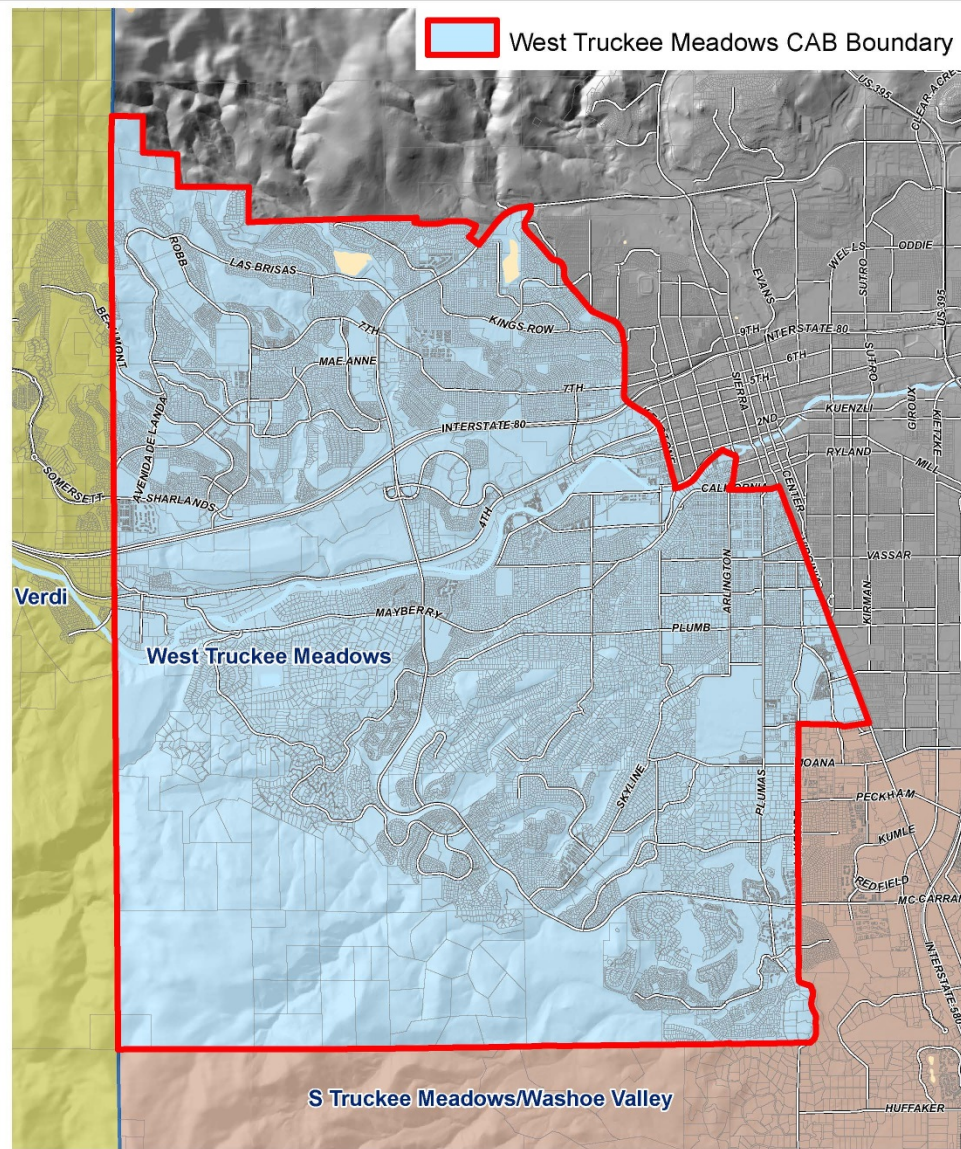 West Truckee Meadows CAB Boundary
US 395
CLEAR ACRE
ROBB
LAS BRISAS
WELLS
ODDIE
SUTRO
EVANS
US 395
BEAUMONT
7TH
KINGS ROW
9TH
INTERSTATE 80
MAE ANNE
6TH
5TH
SIERRA
SUTRO
7TH
2ND
KUENZLI
GROUX
KIETZKE
AVENIDA DE LANDA
INTERSTATE 80
RYLAND
MILL
SOMERSETT
SHARLANDS
4TH
CALIFORNIA
CENTER
VIRGINIA
ARLINGTON
VASSAR
KIRMAN
Verdi
MAYBERRY
PLUMB
West Truckee Meadows
MOANA
SKYLINE
PLUMAS
PECKHAM
KUMLE
REDFIELD
MC CARRAN
INTERSTATE 580
S Truckee Meadows/Washoe Valley
HUFFAKER